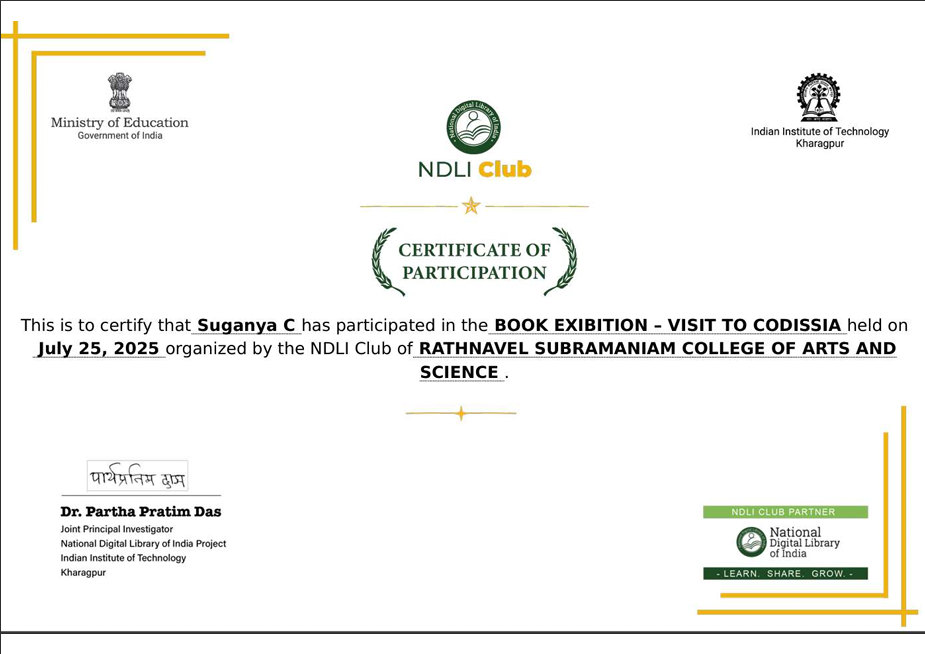 Ministry of Education
Government of India
National Digital Library of India
NDLI Club
Indian Institute of Technology
Kharagpur
CERTIFICATE OF
PARTICIPATION
This is to certify that Suganya C has participated in the BOOK EXIBITION – VISIT TO CODISSIA held on
July 25, 2025 organized by the NDLI Club of RATHNAVEL SUBRAMANIAM COLLEGE OF ARTS AND
SCIENCE .
पार्थप्रतिम दास
Dr. Partha Pratim Das
Joint Principal Investigator
National Digital Library of India Project
Indian Institute of Technology
Kharagpur
NDLI CLUB PARTNER
National
Digital Library
of India
- LEARN. SHARE. GROW. -